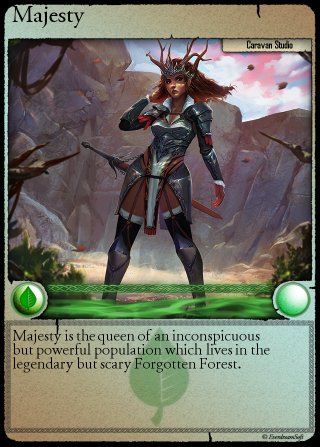 Majesty
Caravan Studio
Majesty is the queen of an inconspicuous
but powerful population which lives in the
legendary but scary Forgotten Forest.
© EverdreamSoft